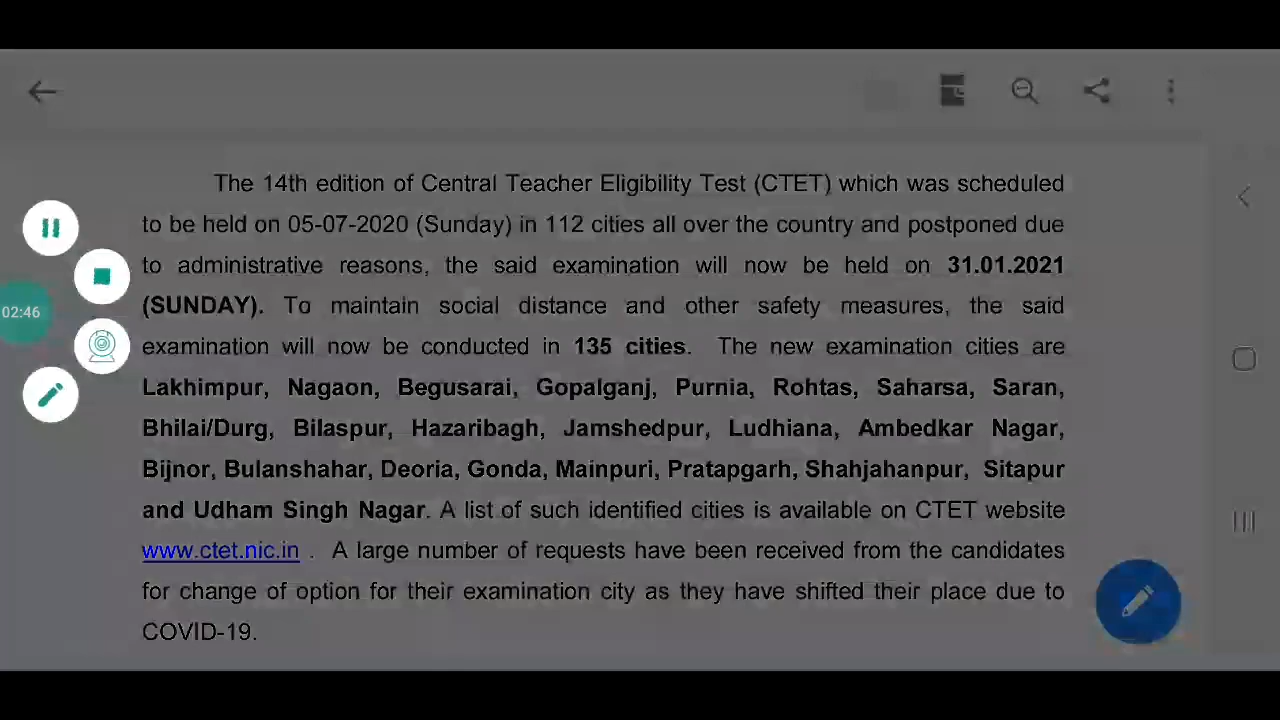 The 14th edition of Central Teacher Eligibility Test (CTET) which was scheduled
to be held on 05-07-2020 (Sunday) in 112 cities all over the country and postponed due
to administrative reasons, the said examination will now be held on 31.01.2021
(SUNDAY). To maintain social distance and other safety measures, the said
02:46
examination will now be conducted in 135 cities. The new examination cities are
Lakhimpur, Nagaon, Begusarai, Gopalganj, Purnia, Rohtas, Saharsa, Saran,
Bhilai/Durg, Bilaspur, Hazaribagh, Jamshedpur, Ludhiana, Ambedkar Nagar,
Bijnor, Bulanshahar, Deoria, Gonda, Mainpuri, Pratapgarh, Shahjahanpur, Sitapur
and Udham Singh Nagar. A list of such identified cities is available on CTET website
www.ctet.nic.in . A large number of requests have been received from the candidates
for change of option for their examination city as they have shifted their place due to
COVID-19.